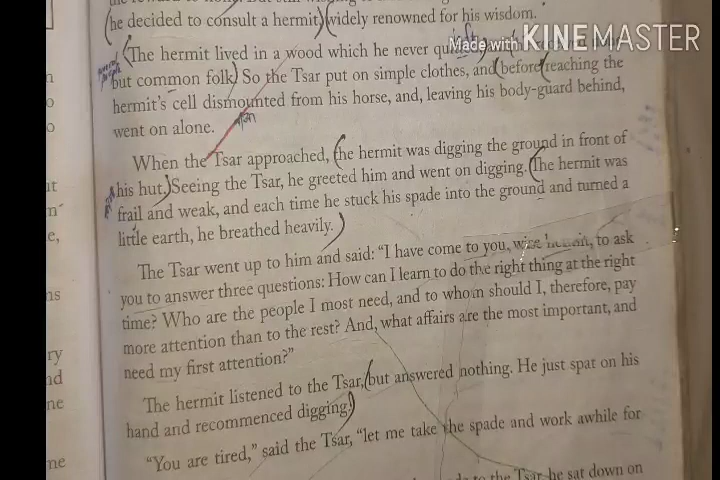 he decided to consult a hermit) (widely renowned for his wisdom.
Made with KINEMASTER
(The hermit lived in a wood which he never
but common folk) So the Tsar put on simple clothes, and (before (reaching the
hermit's cell dismounted from his horse, and, leaving his body-guard behind,
went on alone.
When the Tsar approached, (he hermit was digging the ground in front of
his hut.) Seeing the Tsar, he greeted him and went on digging. (The hermit was
frail and weak, and each time he stuck his spade into the ground and turned a
little earth, he breathed heavily.)
The Tsar went up to him and said: "I have come to you, wise hermit, to ask
you to answer three questions: How can I learn to do the right thing at the right
time? Who are the people I most need, and to whom should I, therefore, pay
more attention than to the rest? And, what affairs are the most important, and
need my first attention?"
The hermit listened to the Tsar, (but answered nothing. He just spat on his
hand and recommenced digging.)
"You are tired," said the Tsar, "let me take the spade and work awhile for
to the Tsar he sat down on